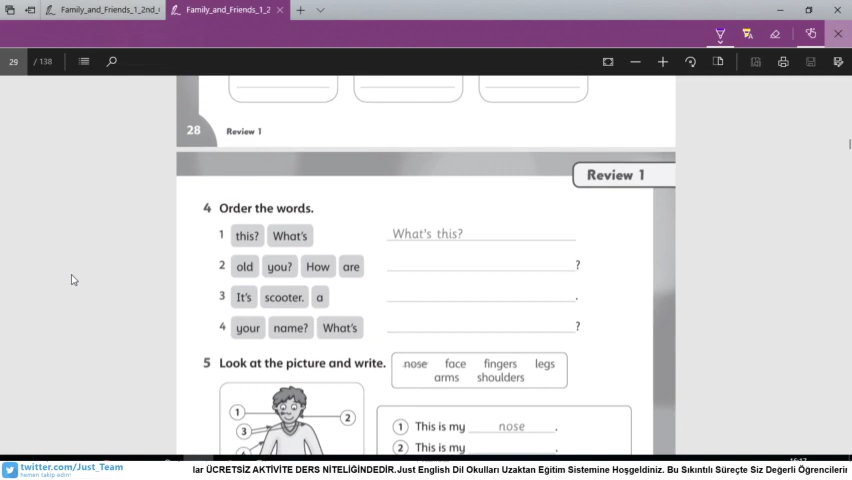 Family_and_Friends_1_2nd_
Family_and_Friends_1_2
29 / 138
28 Review 1
Review 1
4 Order the words.
1 this? What's What's this?
2 old you? How are ?
3 It's scooter. a .
4 your name? What's ?
5 Look at the picture and write.
nose face fingers legs
arms shoulders
1
2
3
1 This is my nose .
2 This is my
twitter.com/Just_Team
hemen takip edin!
lar ÜCRETSİZ AKTİVİTE DERS NİTELİĞİNDEDİR.Just English Dil Okulları Uzaktan Eğitim Sistemine Hoşgeldiniz. Bu Sıkıntılı Süreçte Siz Değerli Öğrencilerin